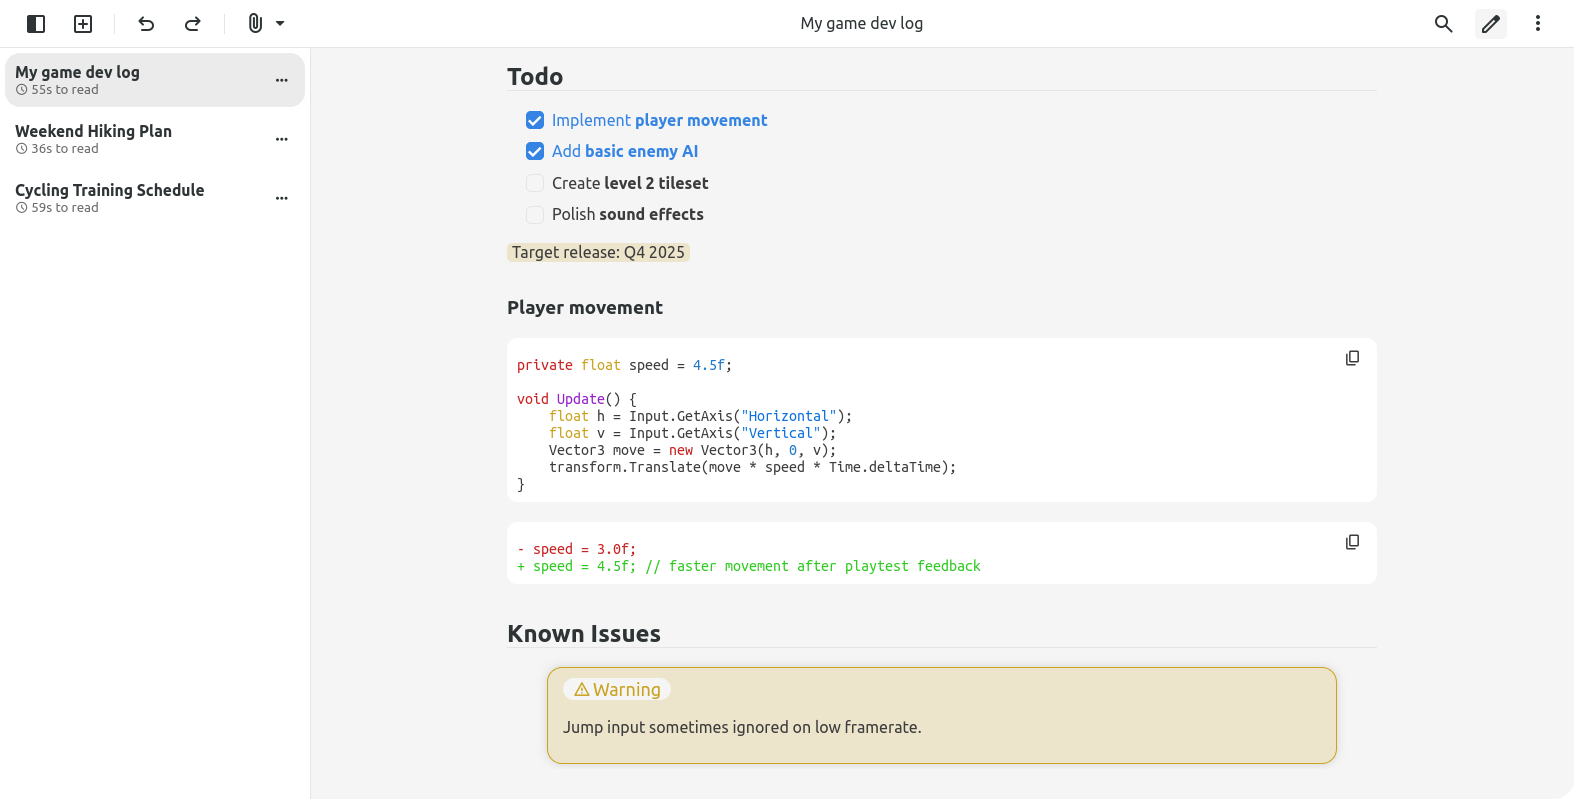 My game dev log
My game dev log
55s to read
Weekend Hiking Plan
36s to read
Cycling Training Schedule
59s to read
Todo
Implement player movement
Add basic enemy AI
Create level 2 tileset
Polish sound effects
Target release: Q4 2025
Player movement
private float speed = 4.5f;
void Update() {
    float h = Input.GetAxis("Horizontal");
    float v = Input.GetAxis("Vertical");
    Vector3 move = new Vector3(h, 0, v);
    transform.Translate(move * speed * Time.deltaTime);
}
- speed = 3.0f;
+ speed = 4.5f; // faster movement after playtest feedback
Known Issues
Warning
Jump input sometimes ignored on low framerate.